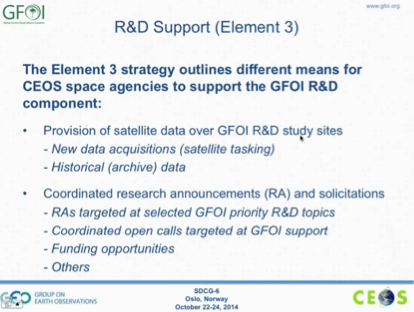 GFOI
www.gfoi.org
R&D Support (Element 3)
The Element 3 strategy outlines different means for
CEOS space agencies to support the GFOI R&D
component:
• Provision of satellite data over GFOI R&D study sites
- New data acquisitions (satellite tasking)
- Historical (archive) data
• Coordinated research announcements (RA) and solicitations
- RAs targeted at selected GFOI priority R&D topics
- Coordinated open calls targeted at GFOI support
- Funding opportunities
- Others
GEO GROUP ON
EARTH OBSERVATIONS
SDCG-6
Oslo, Norway
October 22-24, 2014
CEOS